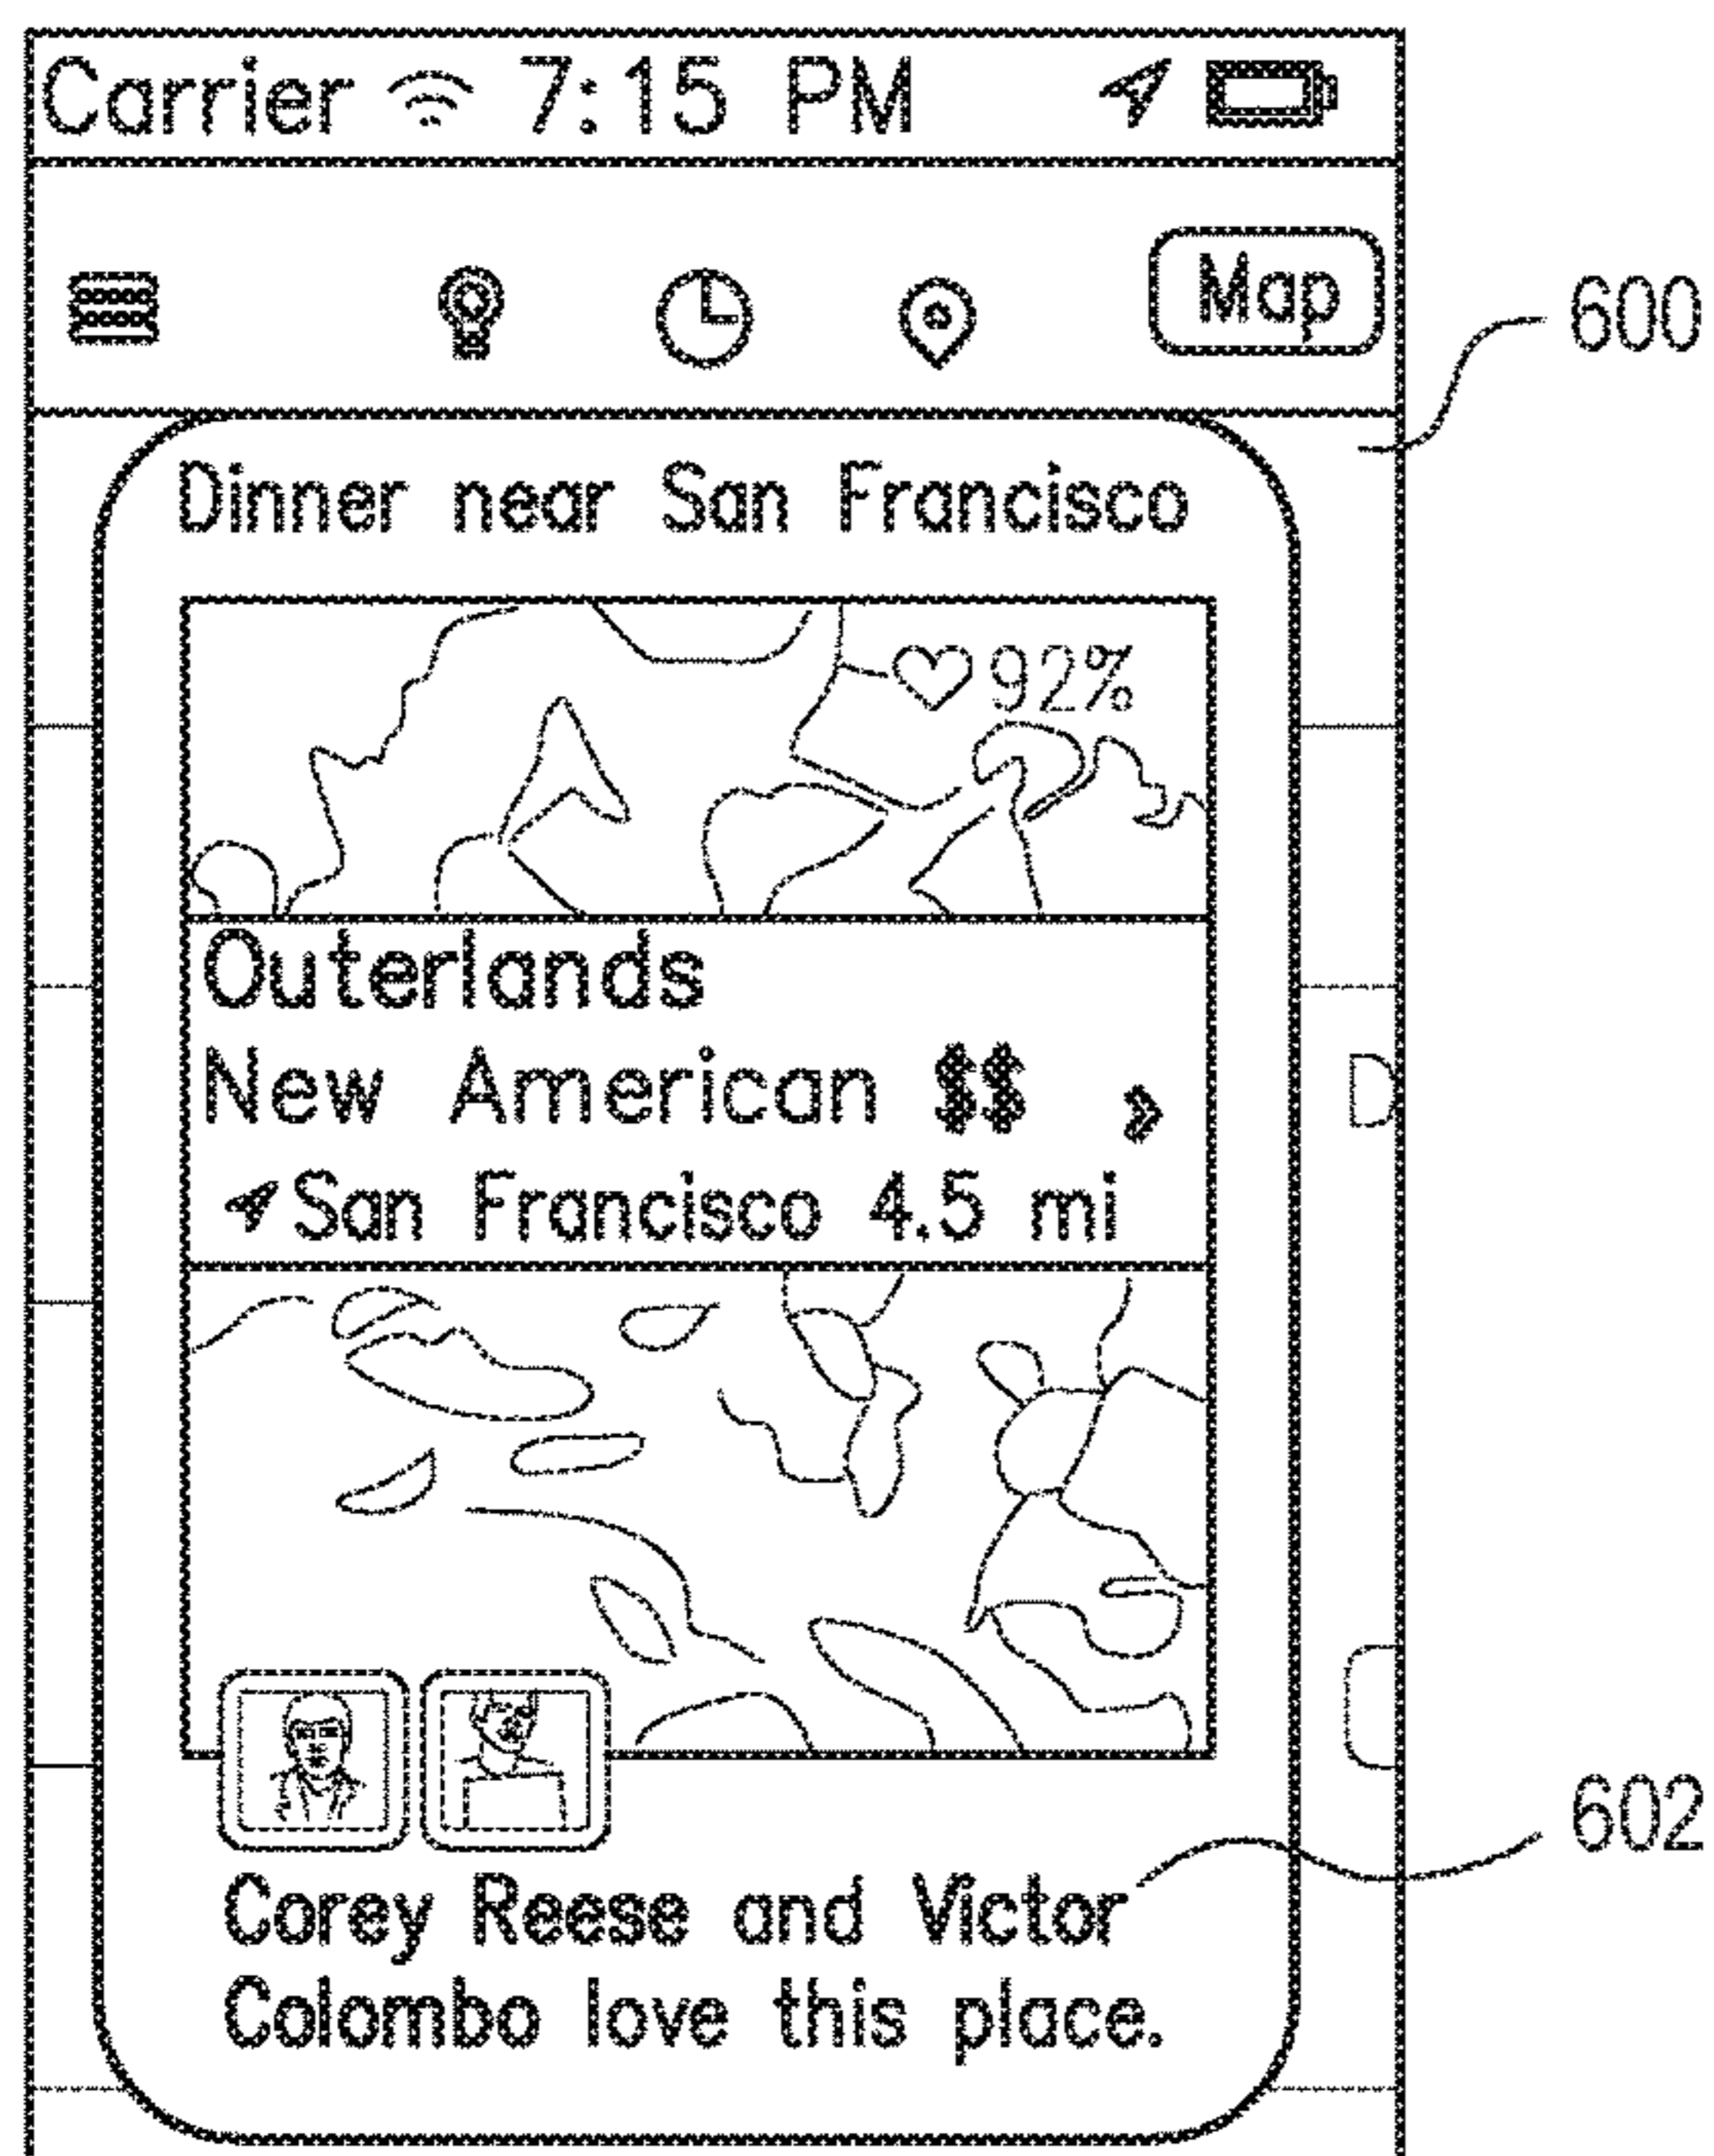 Carrier 7:15 PM
Map
600
Dinner near San Francisco
92%
Outerlands
New American $$
San Francisco 4.5 mi
602
Corey Reese and Victor
Colombo love this place.